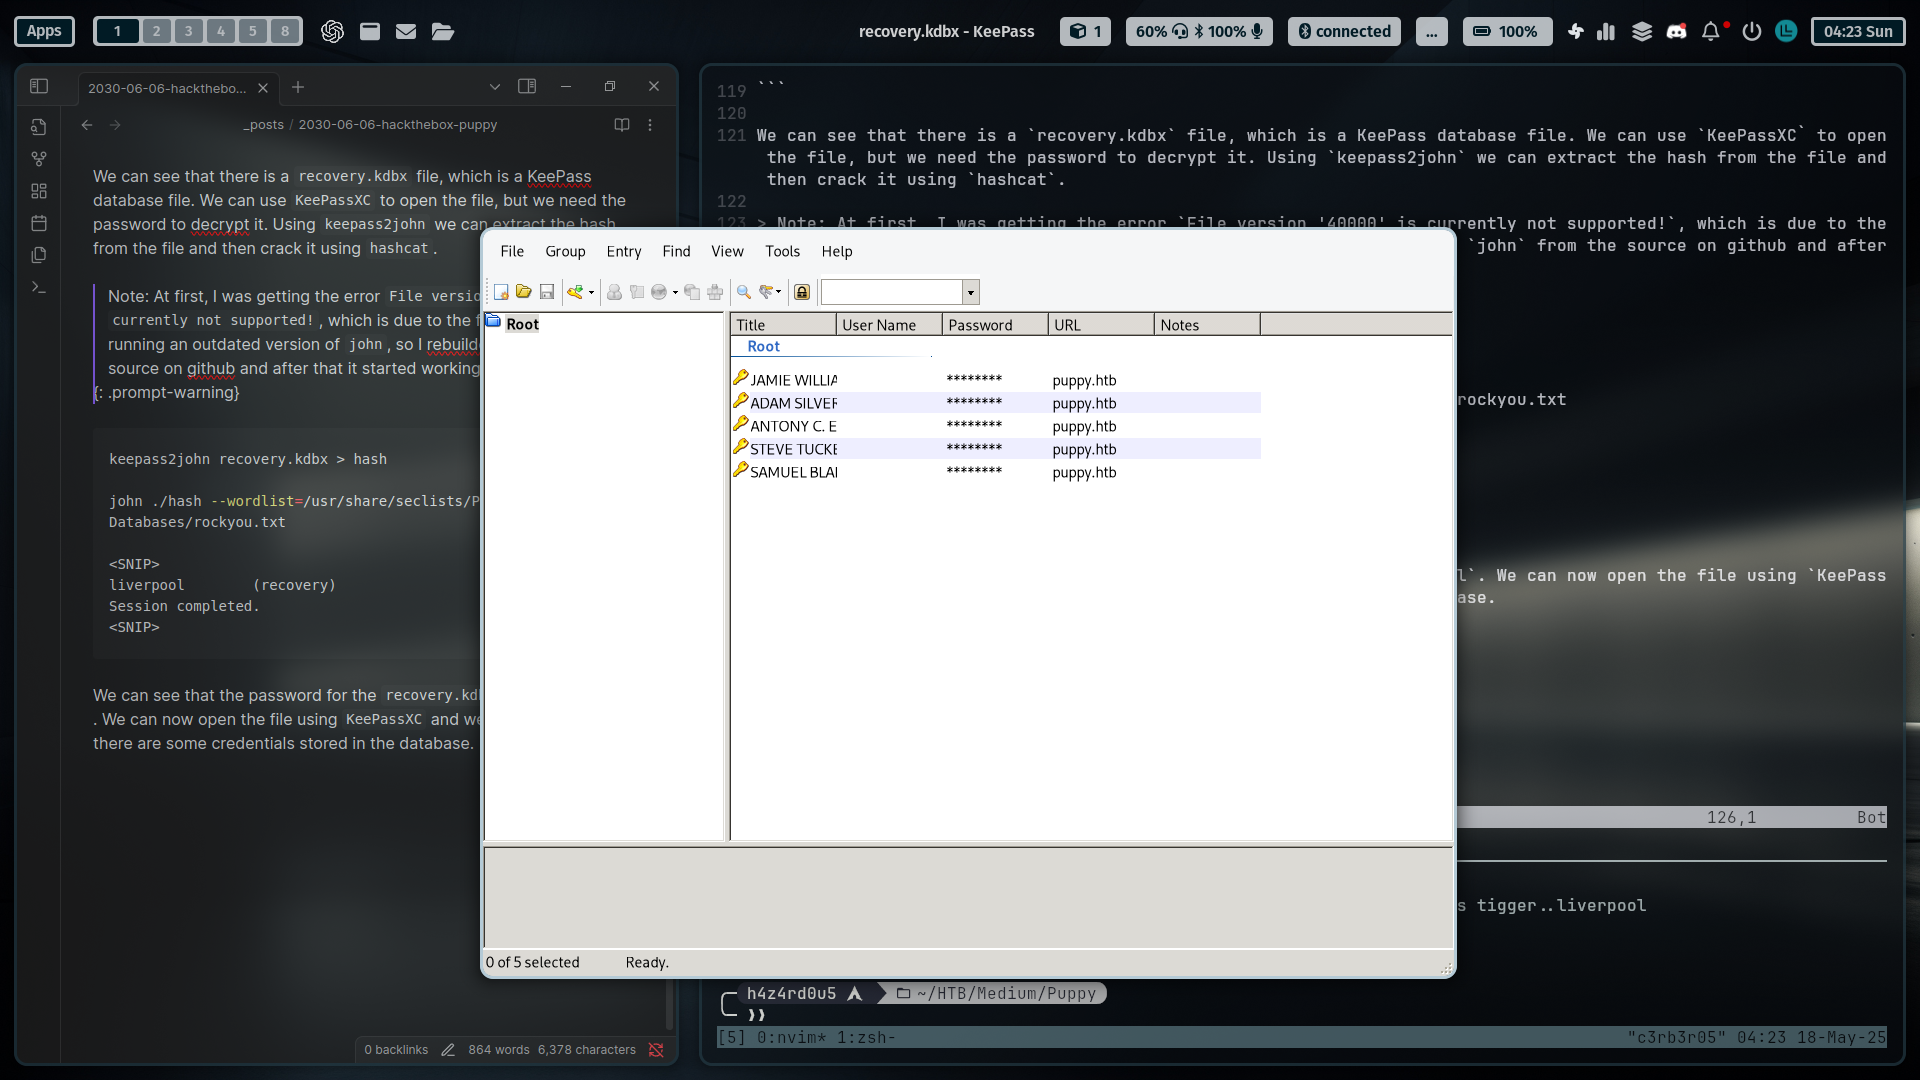 Apps
1 2 3 4 5 8
recovery.kdbx - KeePass
1
60% 100%
connected
...
100%
04:23 Sun
2030-06-06-hackthebo...
_posts / 2030-06-06-hackthebox-puppy
We can see that there is a recovery.kdbx file, which is a KeePass
database file. We can use KeePassXC to open the file, but we need the
password to decrypt it. Using keepass2john we can extract the hash
from the file and then crack it using hashcat.
Note: At first, I was getting the error File versio
currently not supported!, which is due to the f
running an outdated version of john, so I rebuild
source on github and after that it started working
{: .prompt-warning}
keepass2john recovery.kdbx > hash
john ./hash --wordlist=/usr/share/seclists/P
Databases/rockyou.txt
<SNIP>
liverpool (recovery)
Session completed.
<SNIP>
We can see that the password for the recovery.kd
. We can now open the file using KeePassXC and we
there are some credentials stored in the database.
0 backlinks 864 words 6,378 characters
File Group Entry Find View Tools Help
Root
Title User Name Password URL Notes
Root
JAMIE WILLIA ******** puppy.htb
ADAM SILVER ******** puppy.htb
ANTONY C. E ******** puppy.htb
STEVE TUCKE ******** puppy.htb
SAMUEL BLAI ******** puppy.htb
0 of 5 selected Ready.
119 ```
120
121 We can see that there is a `recovery.kdbx` file, which is a KeePass database file. We can use `KeePassXC` to open
the file, but we need the password to decrypt it. Using `keepass2john` we can extract the hash from the file and
then crack it using `hashcat`.
122
123 > Note: At first, I was getting the error `File version '40000' is currently not supported!`, which is due to the
`john` from the source on github and after
rockyou.txt
l`. We can now open the file using `KeePass
ase.
126,1 Bot
s tigger..liverpool
h4z4rd0u5 ~/HTB/Medium/Puppy
[5] 0:nvim* 1:zsh- "c3rb3r05" 04:23 18-May-25